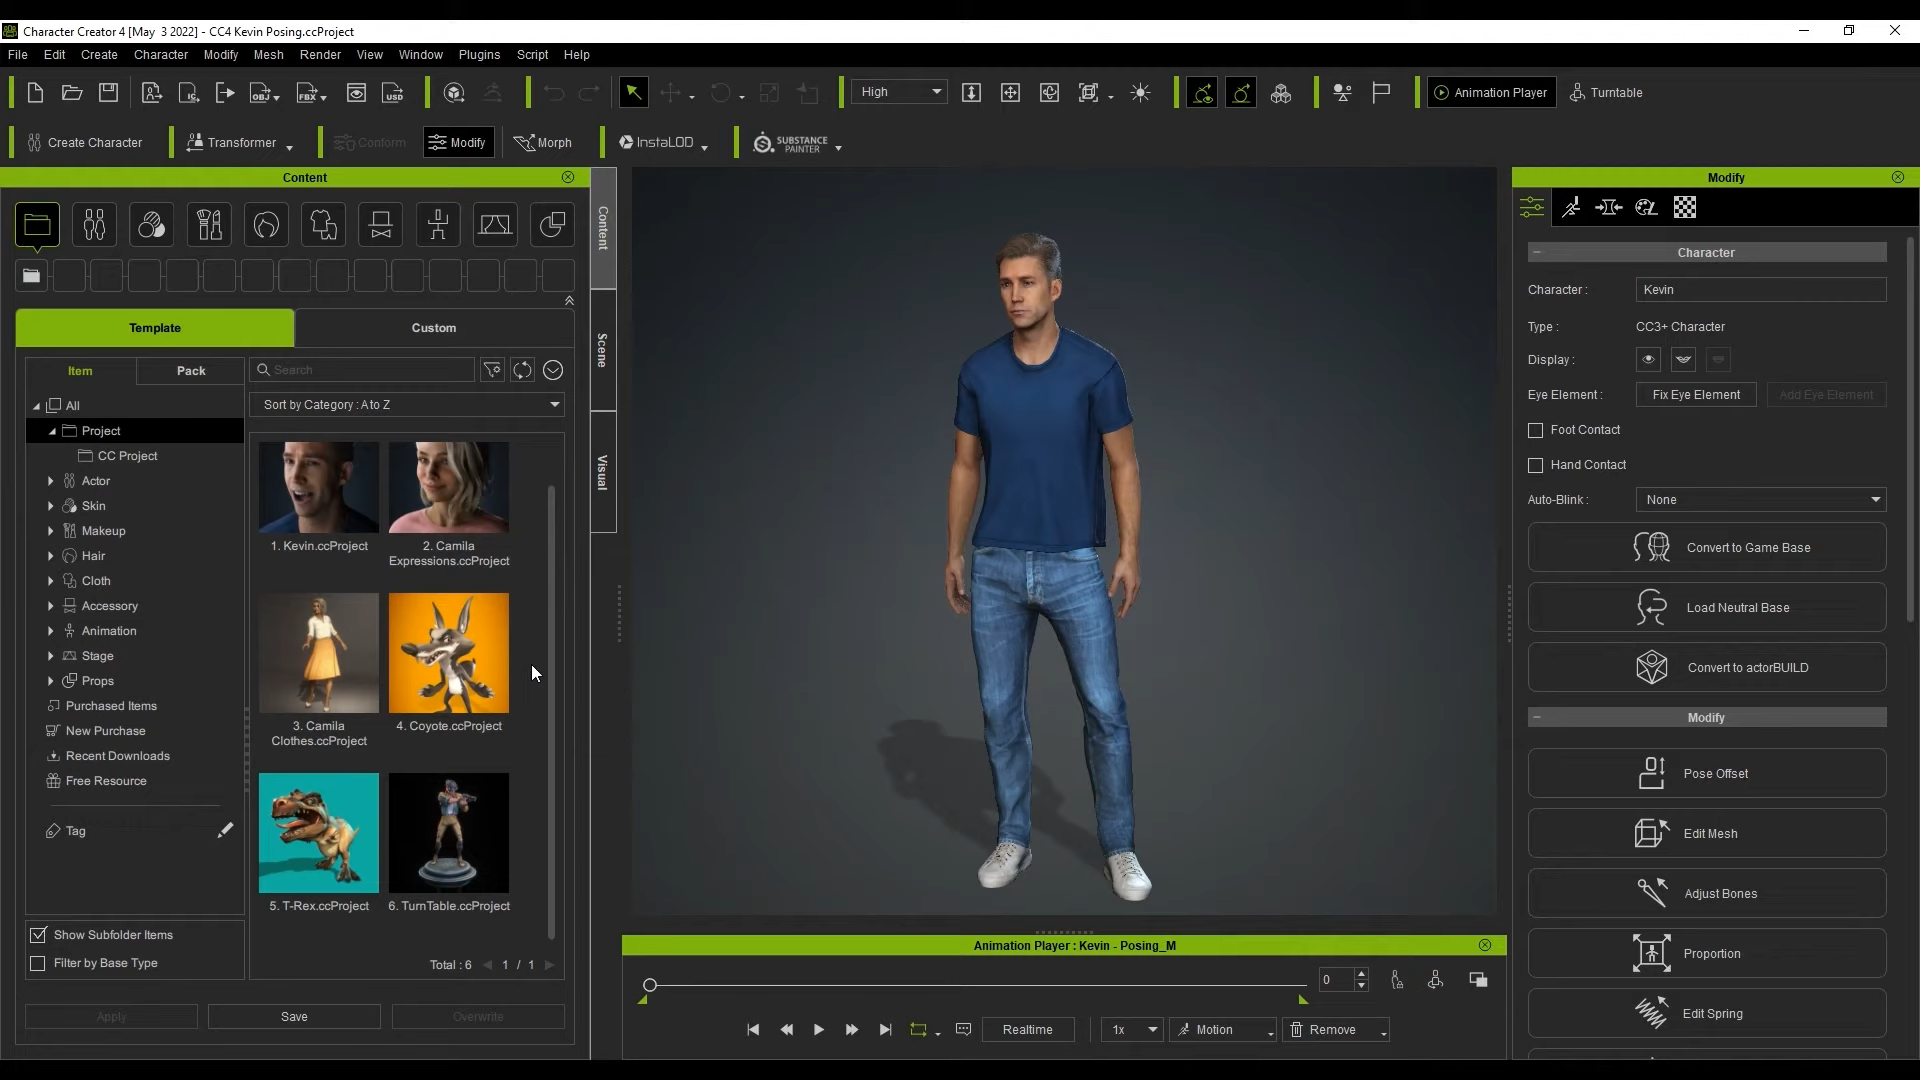 Character Creator 4 [May  3 2022] - CC4 Kevin Posing.ccProject
File Edit Create Character Modify Mesh Render View Window Plugins Script Help
OBJ FBX USD High Animation Player Turntable
Create Character Transformer Conform Modify Morph InstaLOD SUBSTANCE PAINTER
Content
Modify
Content
Scene
Visual
Template Custom
Item Pack Search
Sort by Category : A to Z
All
Project
CC Project
Actor
Skin
Makeup
Hair
Cloth
Accessory
Animation
Stage
Props
Purchased Items
New Purchase
Recent Downloads
Free Resource
Tag
Show Subfolder Items
Filter by Base Type
1. Kevin.ccProject
2. Camila
Expressions.ccProject
3. Camila
Clothes.ccProject
4. Coyote.ccProject
5. T-Rex.ccProject
6. TurnTable.ccProject
Total : 6 1 / 1
Apply Save Overwrite
Animation Player : Kevin - Posing_M
0
Realtime 1x Motion Remove
Character
Character : Kevin
Type : CC3+ Character
Display :
Eye Element : Fix Eye Element Add Eye Element
Foot Contact
Hand Contact
Auto-Blink : None
Convert to Game Base
Load Neutral Base
Convert to actorBUILD
Modify
Pose Offset
Edit Mesh
Adjust Bones
Proportion
Edit Spring